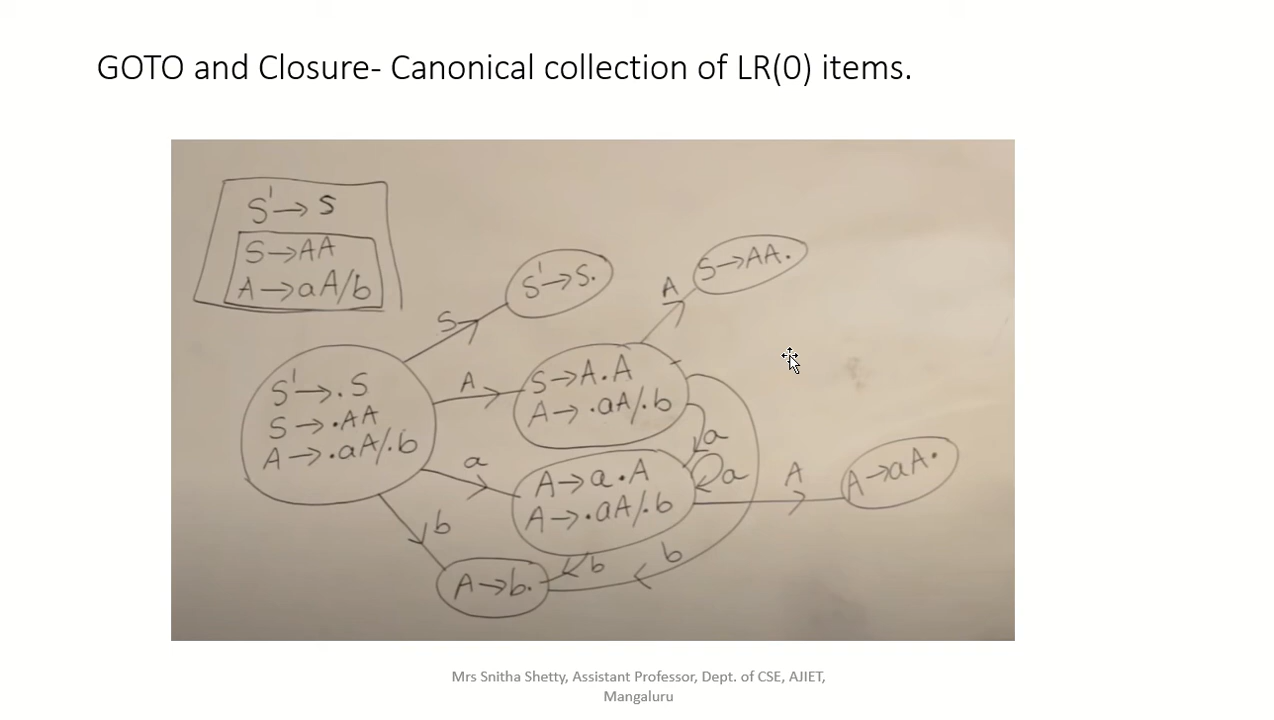 GOTO and Closure- Canonical collection of LR(0) items.
S'→S
S→AA
A→aA/b
S'→S.
S→AA.
S
A
S'→.S
S→.AA
A→.aA/.b
A
S→A.A
A→.aA/.b
a
a
A→a.A
A→.aA/.b
a
A
A→aA.
b
A→b.
b
b
Mrs Snitha Shetty, Assistant Professor, Dept. of CSE, AJIET,
Mangaluru